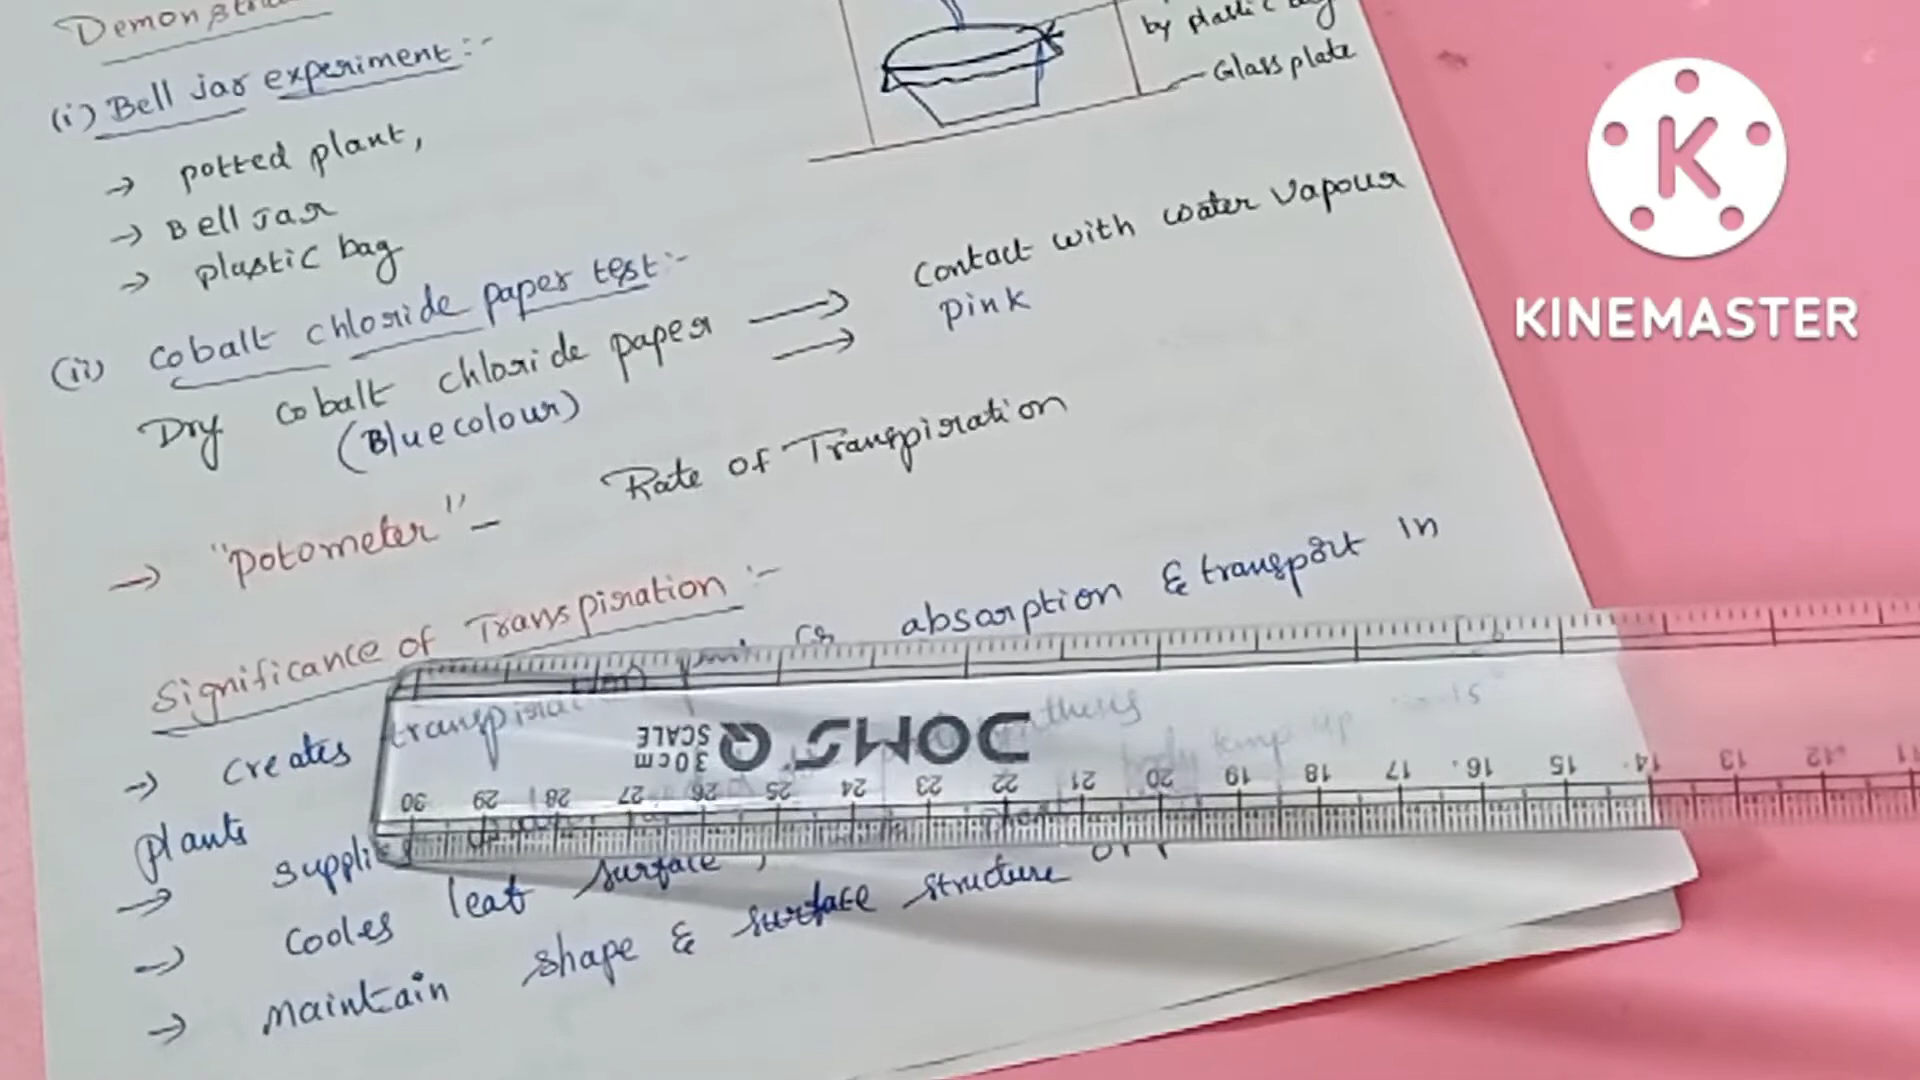 (i) Bell jar experiment:-
by plastic bag
Glass plate
→ potted plant,
→ Bell Jar
→ plastic bag
(ii) cobalt chloride paper test:-
Dry cobalt chloride paper → contact with water vapour
(Blue colour) → pink
→ "potometer" - Rate of Transpiration
Significance of Transpiration :-
→ creates transpiration absorption & transport in
plants
→
→ cooles leaf surface,
→ maintain shape & surface structure of
DOMS Q
30cm
SCALE
30 29 28 27 26 25 24 23 22 21 20 19 18 17 16 15 14 13 12 11
K
KINEMASTER